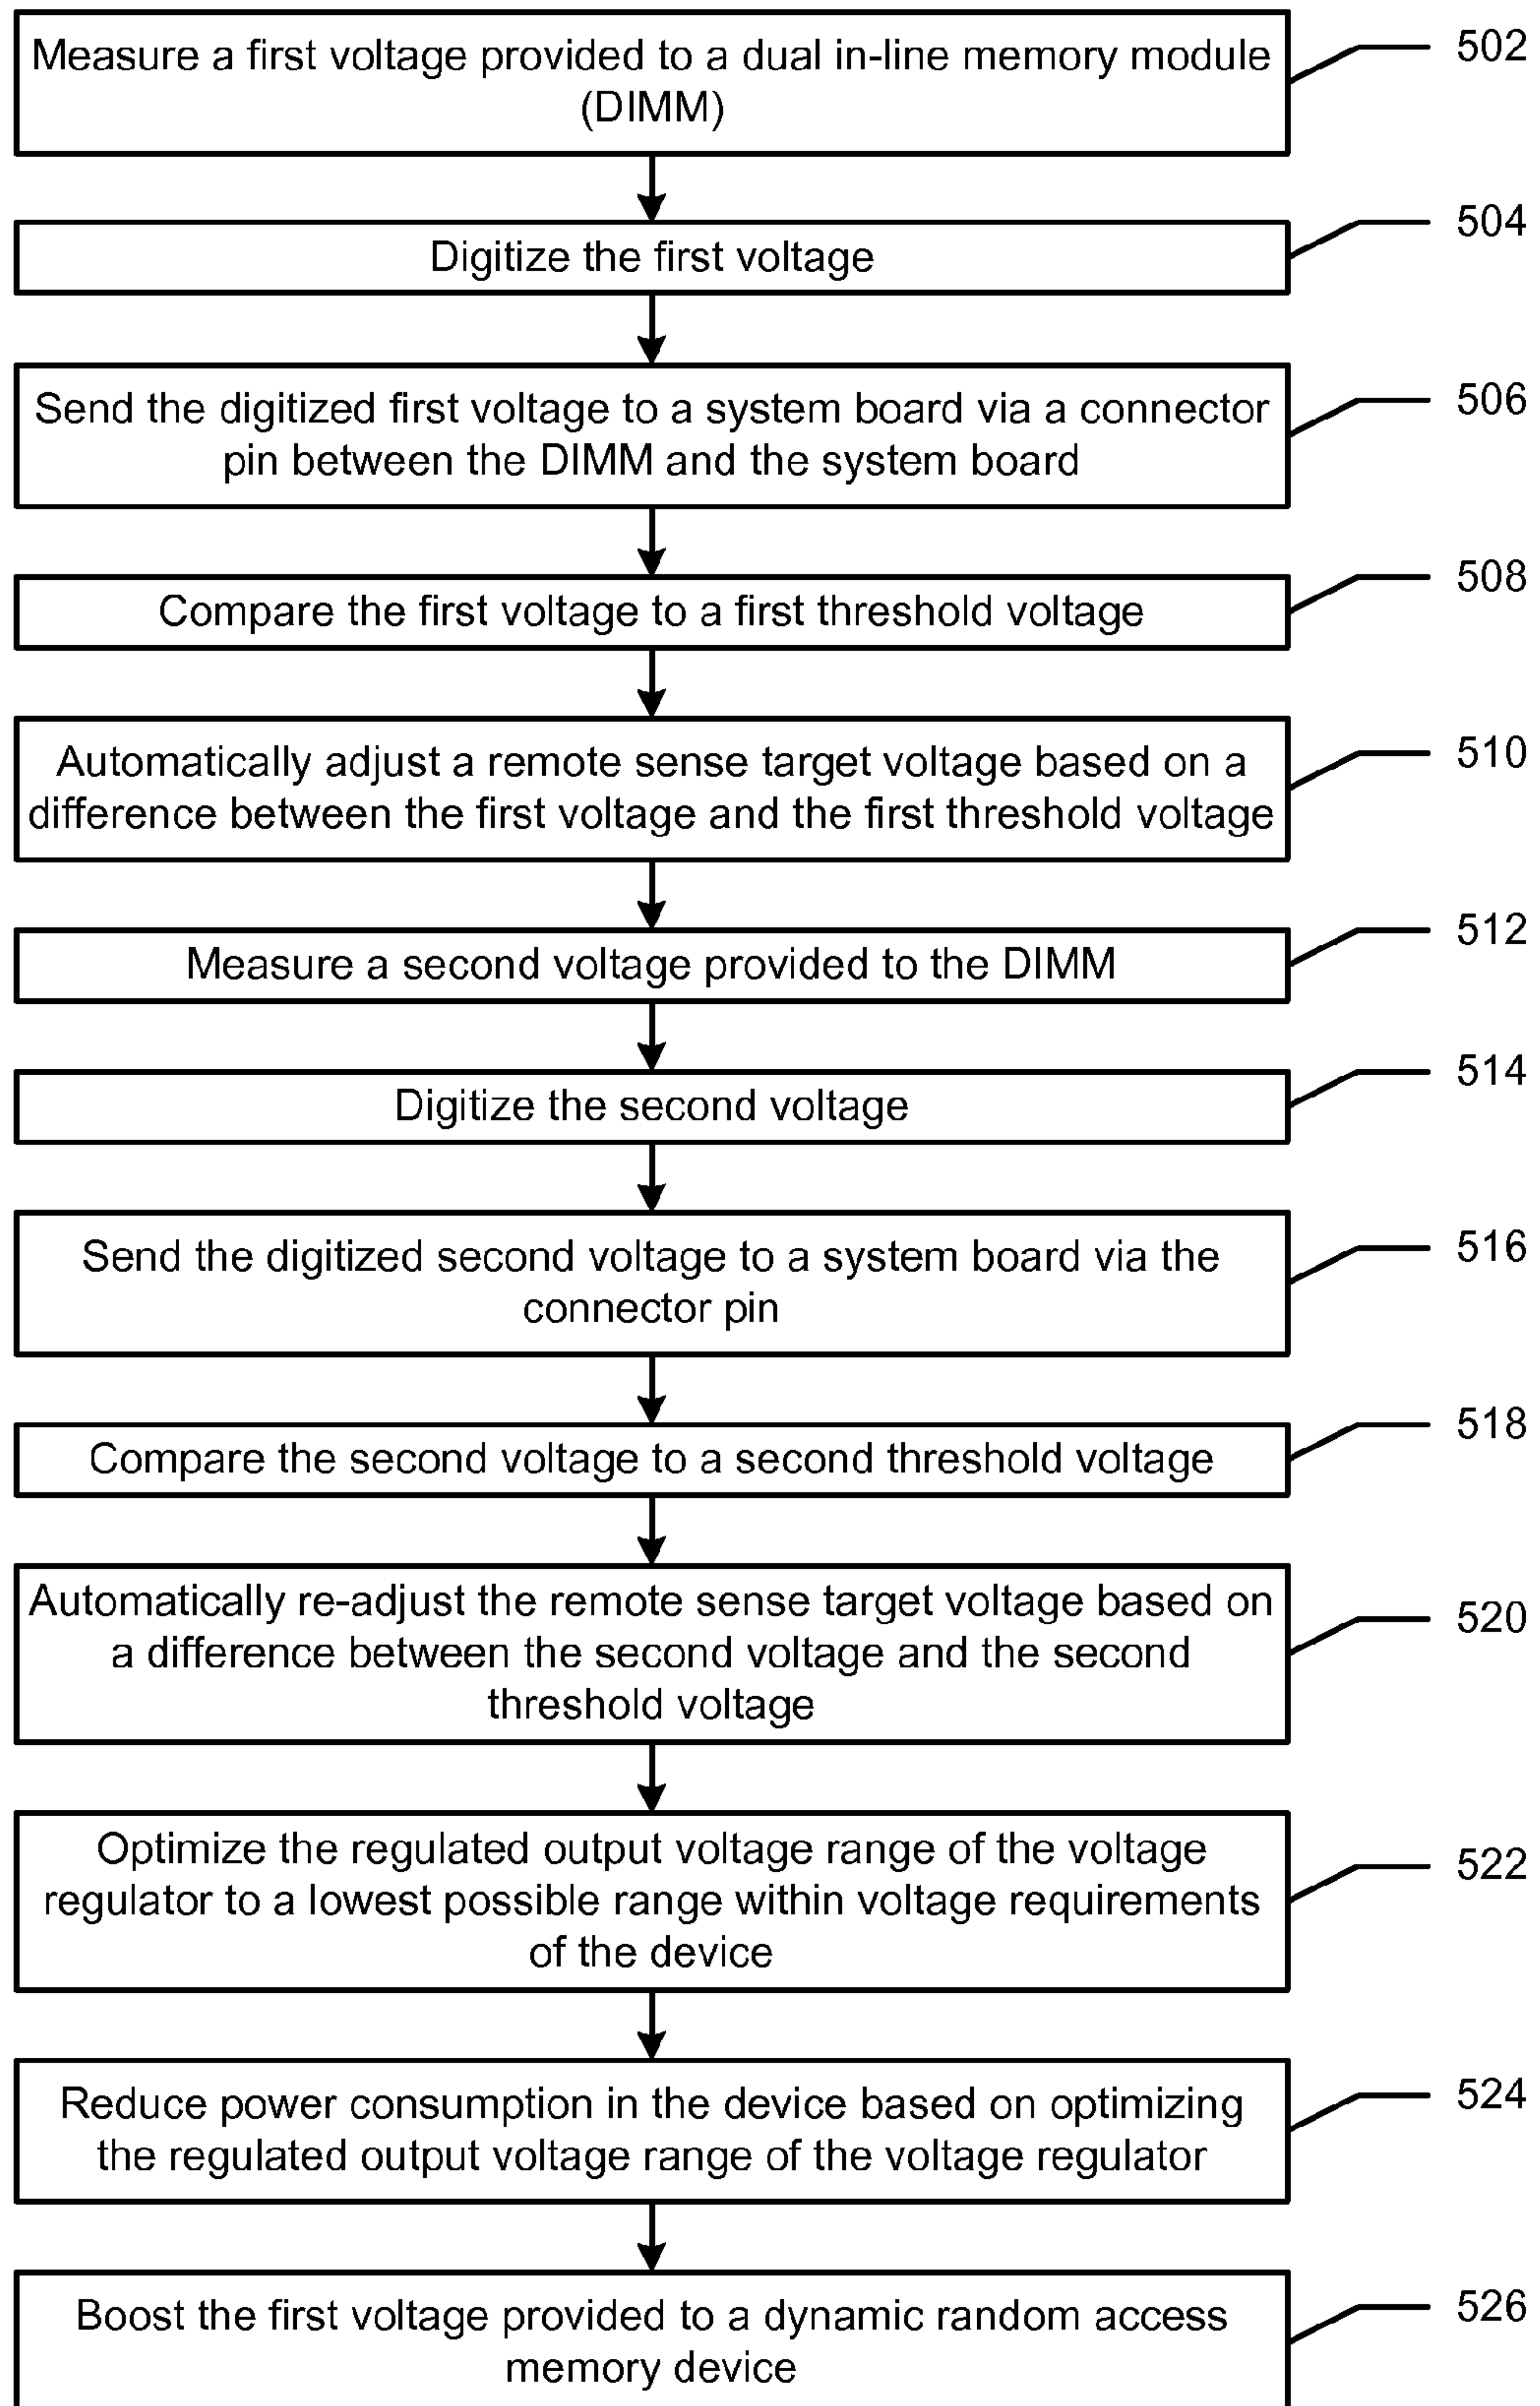 Measure a first voltage provided to a dual in-line memory module
(DIMM)
502
Digitize the first voltage
504
Send the digitized first voltage to a system board via a connector
pin between the DIMM and the system board
506
Compare the first voltage to a first threshold voltage
508
Automatically adjust a remote sense target voltage based on a
difference between the first voltage and the first threshold voltage
510
Measure a second voltage provided to the DIMM
512
Digitize the second voltage
514
Send the digitized second voltage to a system board via the
connector pin
516
Compare the second voltage to a second threshold voltage
518
Automatically re-adjust the remote sense target voltage based on
a difference between the second voltage and the second
threshold voltage
520
Optimize the regulated output voltage range of the voltage
regulator to a lowest possible range within voltage requirements
of the device
522
Reduce power consumption in the device based on optimizing
the regulated output voltage range of the voltage regulator
524
Boost the first voltage provided to a dynamic random access
memory device
526